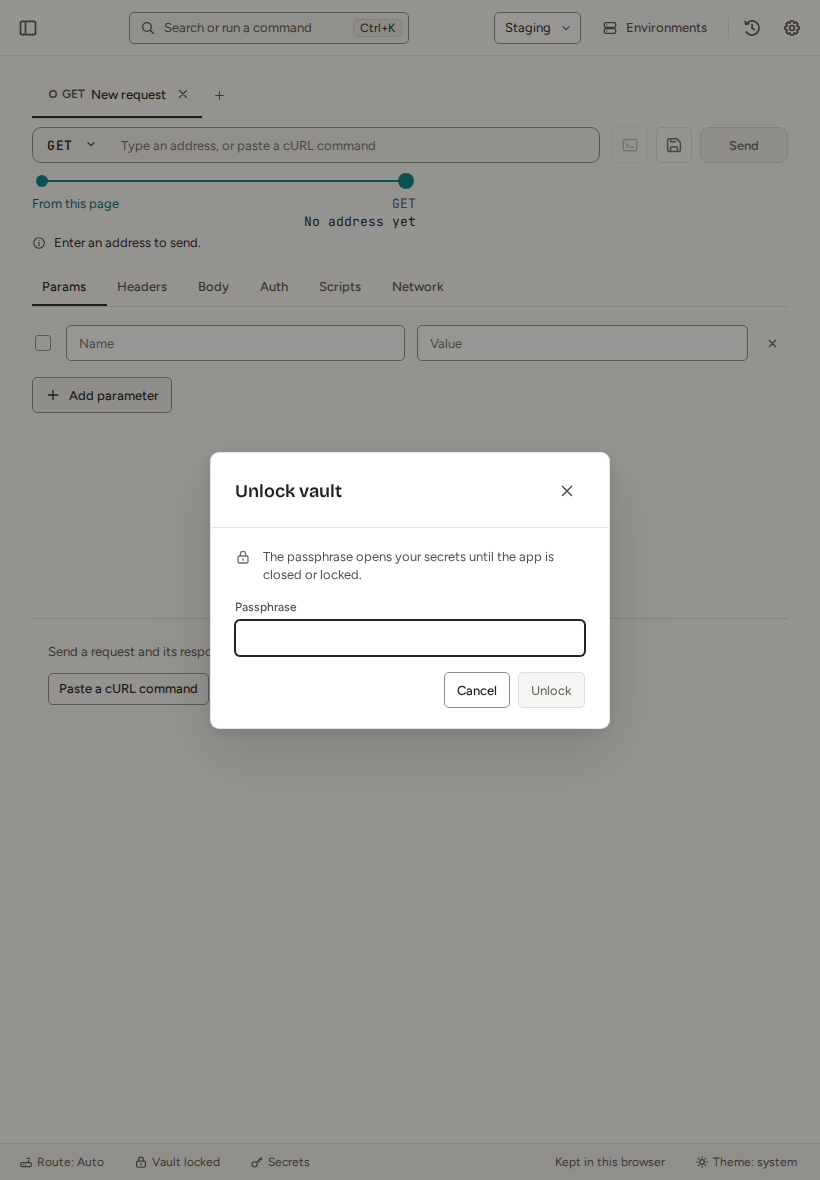 Search or run a command Ctrl+K Staging Environments
GET New request
GET Type an address, or paste a cURL command Send
From this page GET
No address yet
Enter an address to send.
Params Headers Body Auth Scripts Network
Name Value
Add parameter
Unlock vault
The passphrase opens your secrets until the app is
closed or locked.
Passphrase
Send a request and its respo
Paste a cURL command
Cancel Unlock
Route: Auto Vault locked Secrets Kept in this browser Theme: system